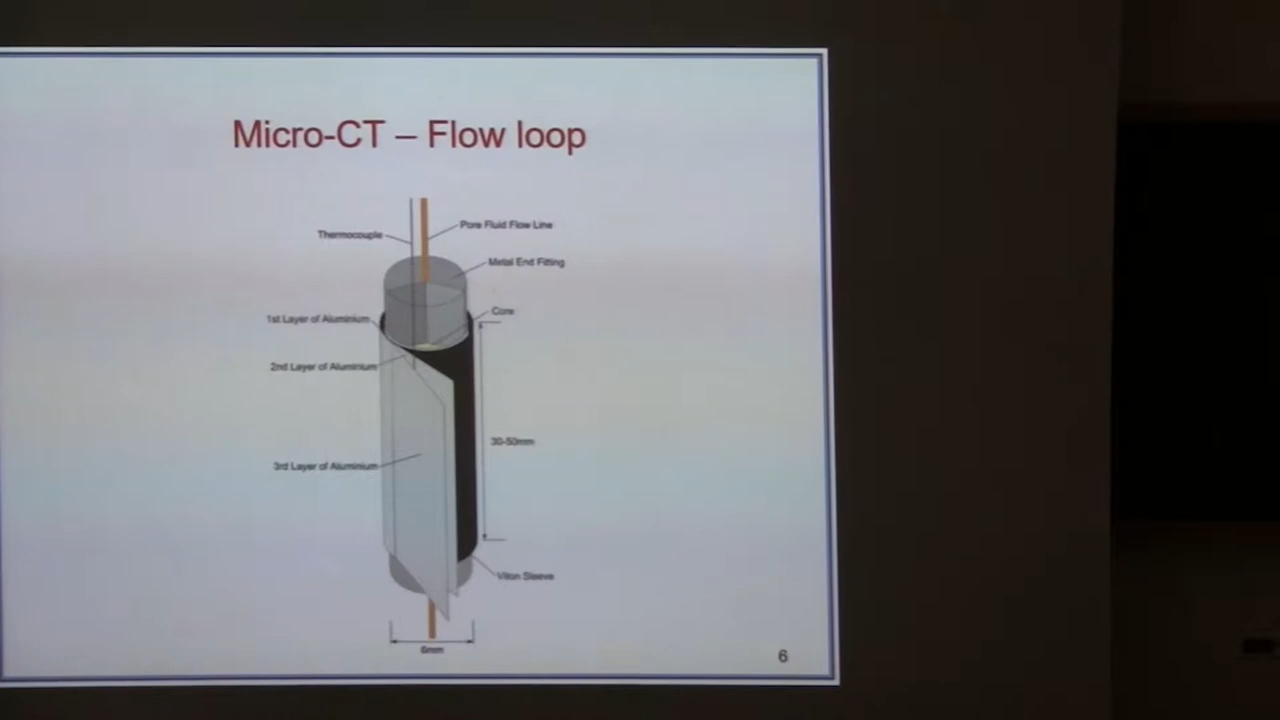 Micro-CT – Flow loop
Pore Fluid Flow Line
Thermocouple
Metal End Fitting
Core
1st Layer of Aluminium
2nd Layer of Aluminium
30-50mm
3rd Layer of Aluminium
Viton Sleeve
6mm
6